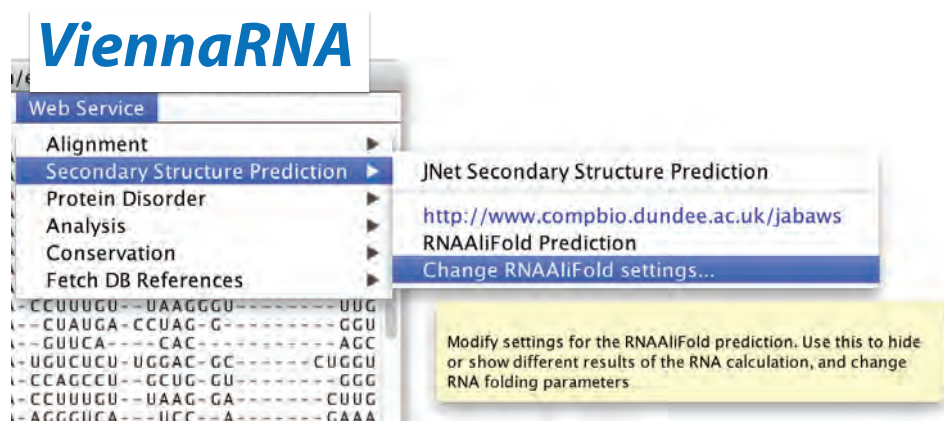 ViennaRNA
Web Service
Alignment
Secondary Structure Prediction
Protein Disorder
Analysis
Conservation
Fetch DB References
JNet Secondary Structure Prediction
http://www.compbio.dundee.ac.uk/jabaws
RNAAliFold Prediction
Change RNAAliFold settings...
Modify settings for the RNAAliFold prediction. Use this to hide
or show different results of the RNA calculation, and change
RNA folding parameters
-CCUUUGU--UAAGGGU--------UUG
--CUAUGA-CCUAG-G---------GGU
--GUUCA----CAC----------AGC
-UGUCUCU-UGGAC-GC------CUGGU
-CCAGCCU--GCUG-GU--------GGG
-CCUUUGU--UAAG-GA-------CUUG
-AGGGUCA---UCC--A-------GAAA